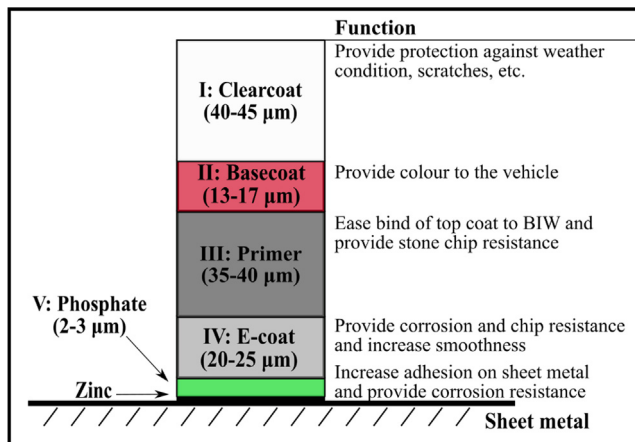 Function
I: Clearcoat
(40-45 μm)
Provide protection against weather
condition, scratches, etc.
II: Basecoat
(13-17 μm)
Provide colour to the vehicle
III: Primer
(35-40 μm)
Ease bind of top coat to BIW and
provide stone chip resistance
IV: E-coat
(20-25 μm)
Provide corrosion and chip resistance
and increase smoothness
V: Phosphate
(2-3 μm)
Increase adhesion on sheet metal
and provide corrosion resistance
Zinc
Sheet metal